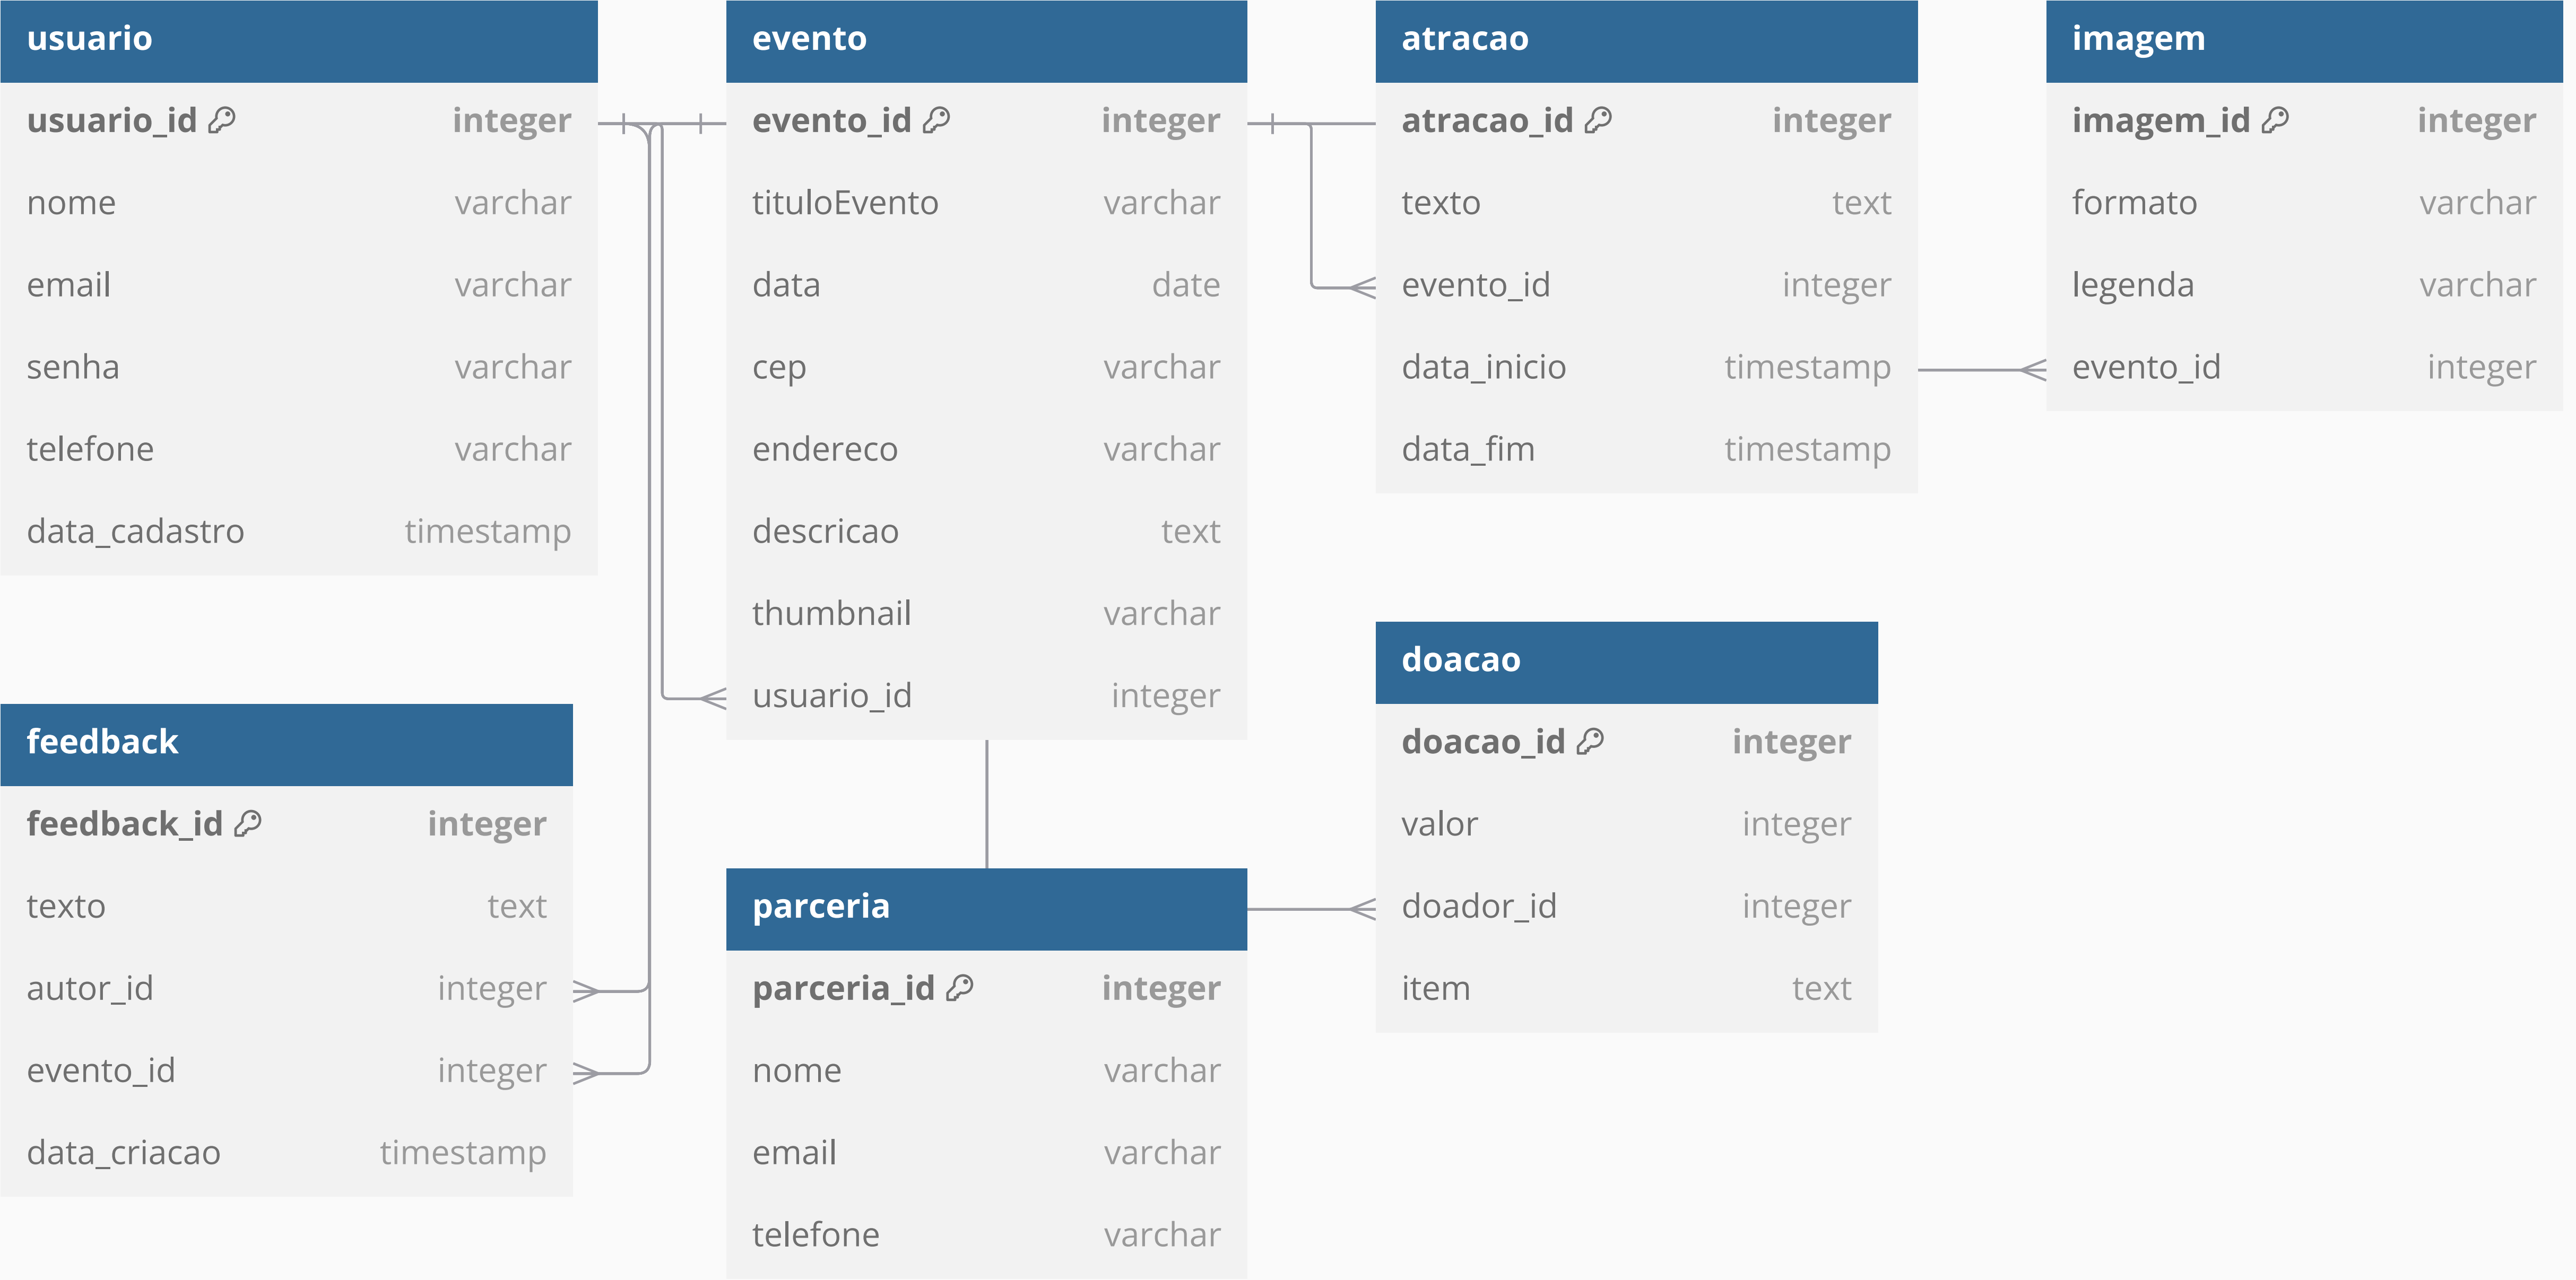 usuario
usuario_id integer
nome varchar
email varchar
senha varchar
telefone varchar
data_cadastro timestamp
evento
evento_id integer
tituloEvento varchar
data date
cep varchar
endereco varchar
descricao text
thumbnail varchar
usuario_id integer
atracao
atracao_id integer
texto text
evento_id integer
data_inicio timestamp
data_fim timestamp
imagem
imagem_id integer
formato varchar
legenda varchar
evento_id integer
feedback
feedback_id integer
texto text
autor_id integer
evento_id integer
data_criacao timestamp
parceria
parceria_id integer
nome varchar
email varchar
telefone varchar
doacao
doacao_id integer
valor integer
doador_id integer
item text